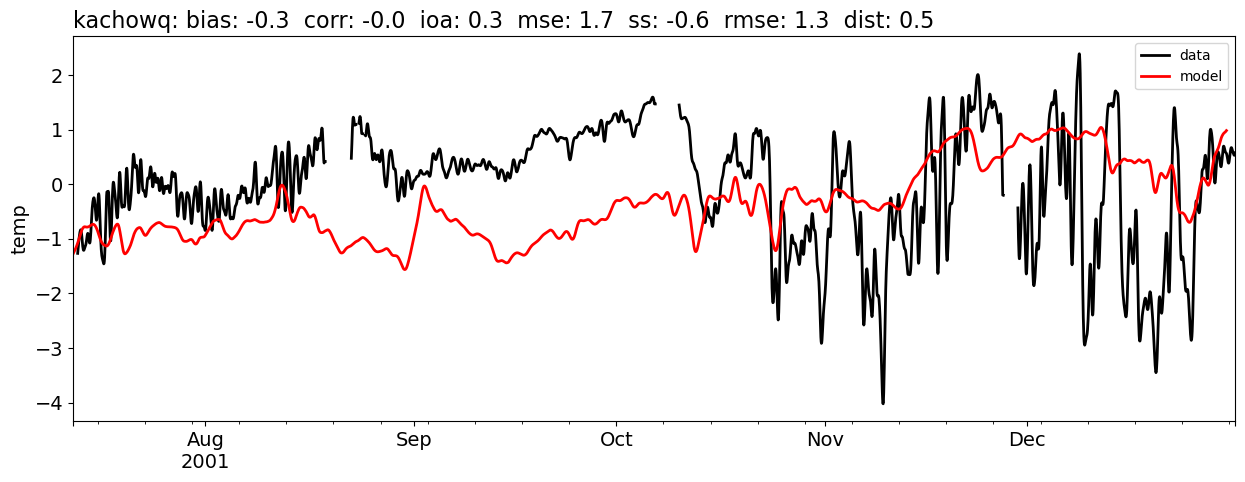 kachowq: bias: -0.3 corr: -0.0 ioa: 0.3 mse: 1.7 ss: -0.6 rmse: 1.3 dist: 0.5
data
model
2
1
0
−1
−2
−3
−4
temp
Aug Sep Oct Nov Dec
2001